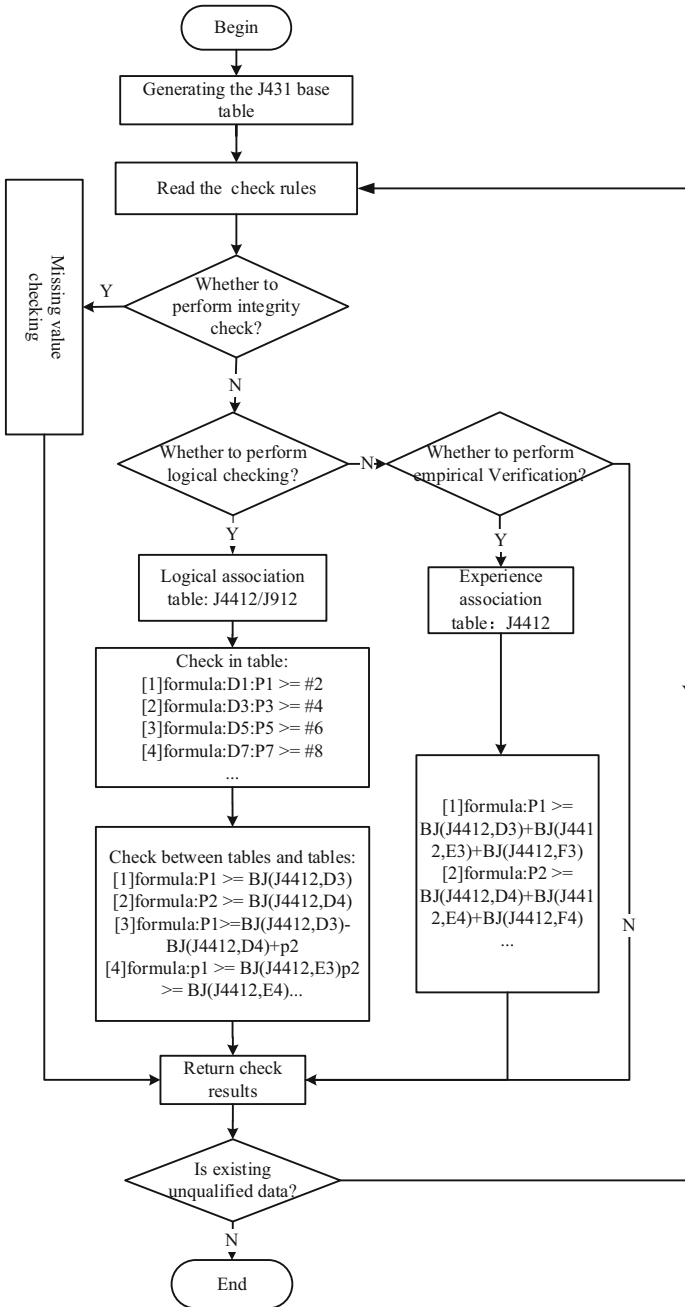 Begin
Generating the J431 base
table
Read the check rules
Missing value
checking
Y
Whether to
perform integrity
check?
N
Whether to perform
logical checking?
N
Whether to perform
empirical Verification?
Y
Y
Logical association
table: J4412/J912
Experience
association
table：J4412
Check in table:
[1]formula:D1:P1 >= #2
[2]formula:D3:P3 >= #4
[3]formula:D5:P5 >= #6
[4]formula:D7:P7 >= #8
...
Y
[1]formula:P1 >=
BJ(J4412,D3)+BJ(J441
2,E3)+BJ(J4412,F3)
[2]formula:P2 >=
BJ(J4412,D4)+BJ(J441
2,E4)+BJ(J4412,F4)
...
Check between tables and tables:
[1]formula:P1 >= BJ(J4412,D3)
[2]formula:P2 >= BJ(J4412,D4)
[3]formula:P1>=BJ(J4412,D3)-
BJ(J4412,D4)+p2
[4]formula:p1 >= BJ(J4412,E3)p2
>= BJ(J4412,E4)...
N
Return check
results
Is existing
unqualified data?
N
End